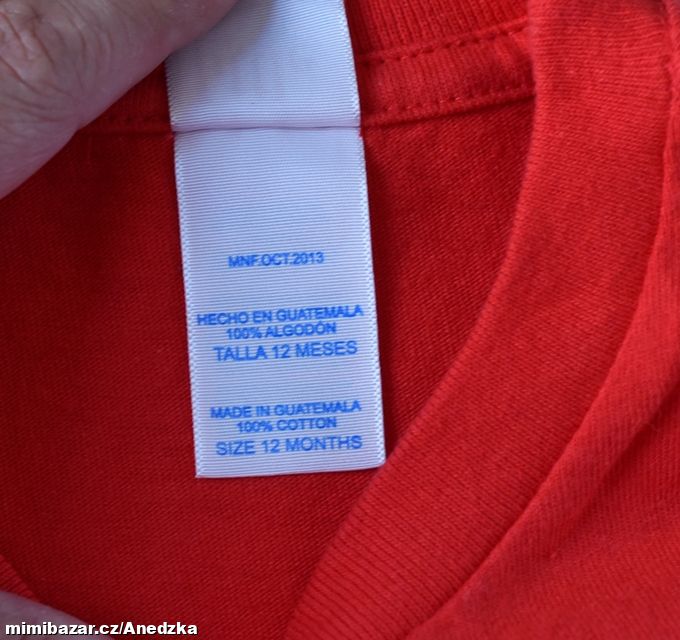 MNF.OCT.2013
HECHO EN GUATEMALA
100% ALGODÓN
TALLA 12 MESES
MADE IN GUATEMALA
100% COTTON
SIZE 12 MONTHS
mimibazar.cz/Anedzka